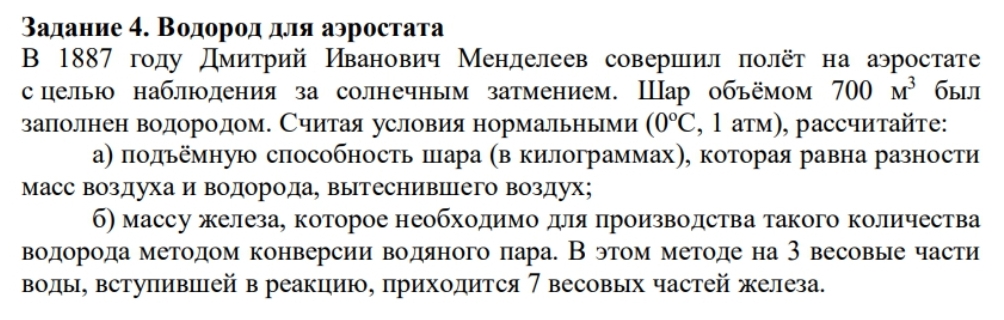 Задание 4. Водород для аэростата
В 1887 году Дмитрий Иванович Менделеев совершил полёт на аэростате
с целью наблюдения за солнечным затмением. Шар объёмом 700 м³ был
заполнен водородом. Считая условия нормальными (0ºС, 1 атм), рассчитайте:
а) подъёмную способность шара (в килограммах), которая равна разности
масс воздуха и водорода, вытеснившего воздух;
б) массу железа, которое необходимо для производства такого количества
водорода методом конверсии водяного пара. В этом методе на 3 весовые части
воды, вступившей в реакцию, приходится 7 весовых частей железа.